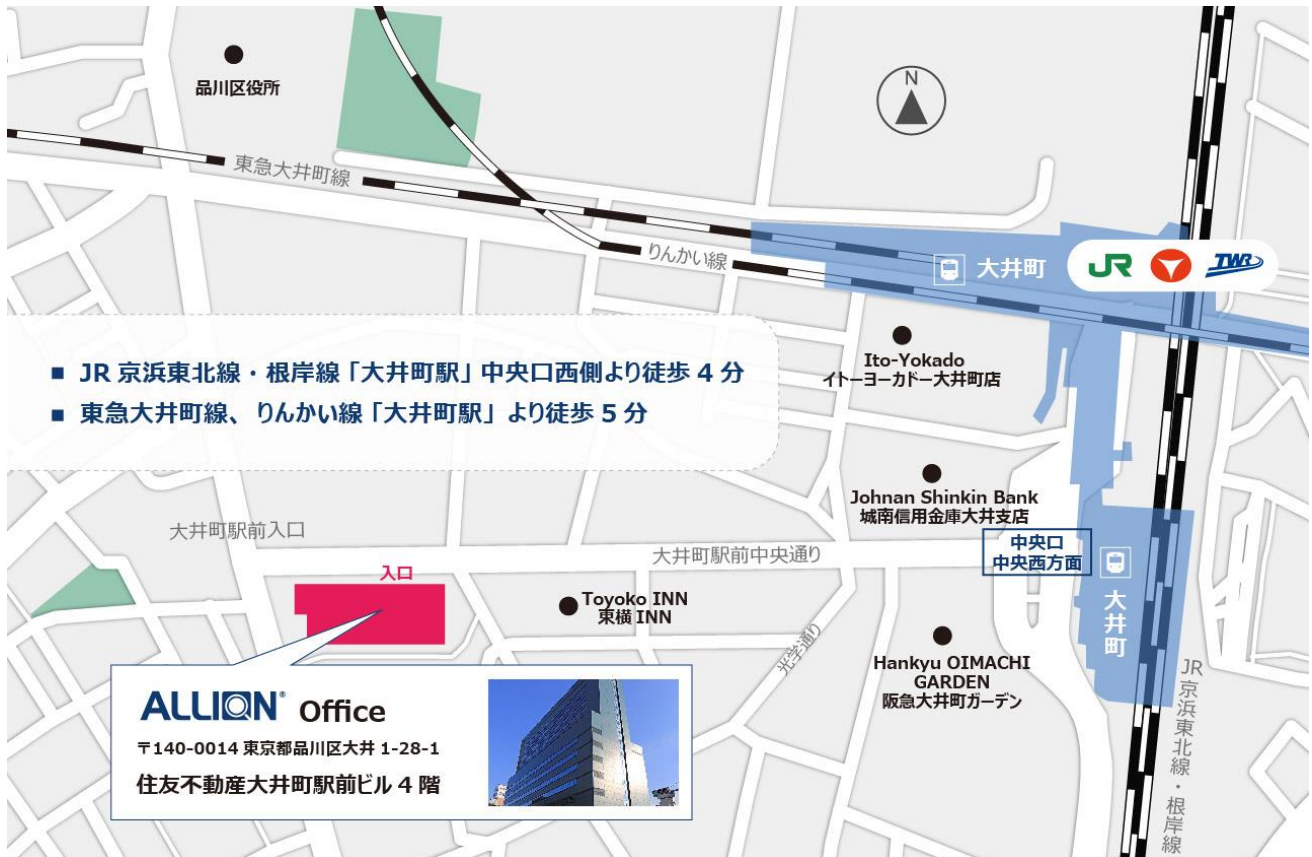 品川区役所
N
東急大井町線
りんかい線
大井町
JR
TWR
■ JR 京浜東北線・根岸線「大井町駅」中央口西側より徒歩 4 分
■ 東急大井町線、りんかい線「大井町駅」より徒歩 5 分
Ito-Yokado
イトーヨーカドー大井町店
Johnan Shinkin Bank
城南信用金庫大井支店
大井町駅前入口
大井町駅前中央通り
中央口
中央西方面
大井町
入口
Toyoko INN
東横 INN
光学通り
Hankyu OIMACHI
GARDEN
阪急大井町ガーデン
JR 京浜東北線・根岸線
ALLION® Office
〒140-0014 東京都品川区大井 1-28-1
住友不動産大井町駅前ビル 4 階